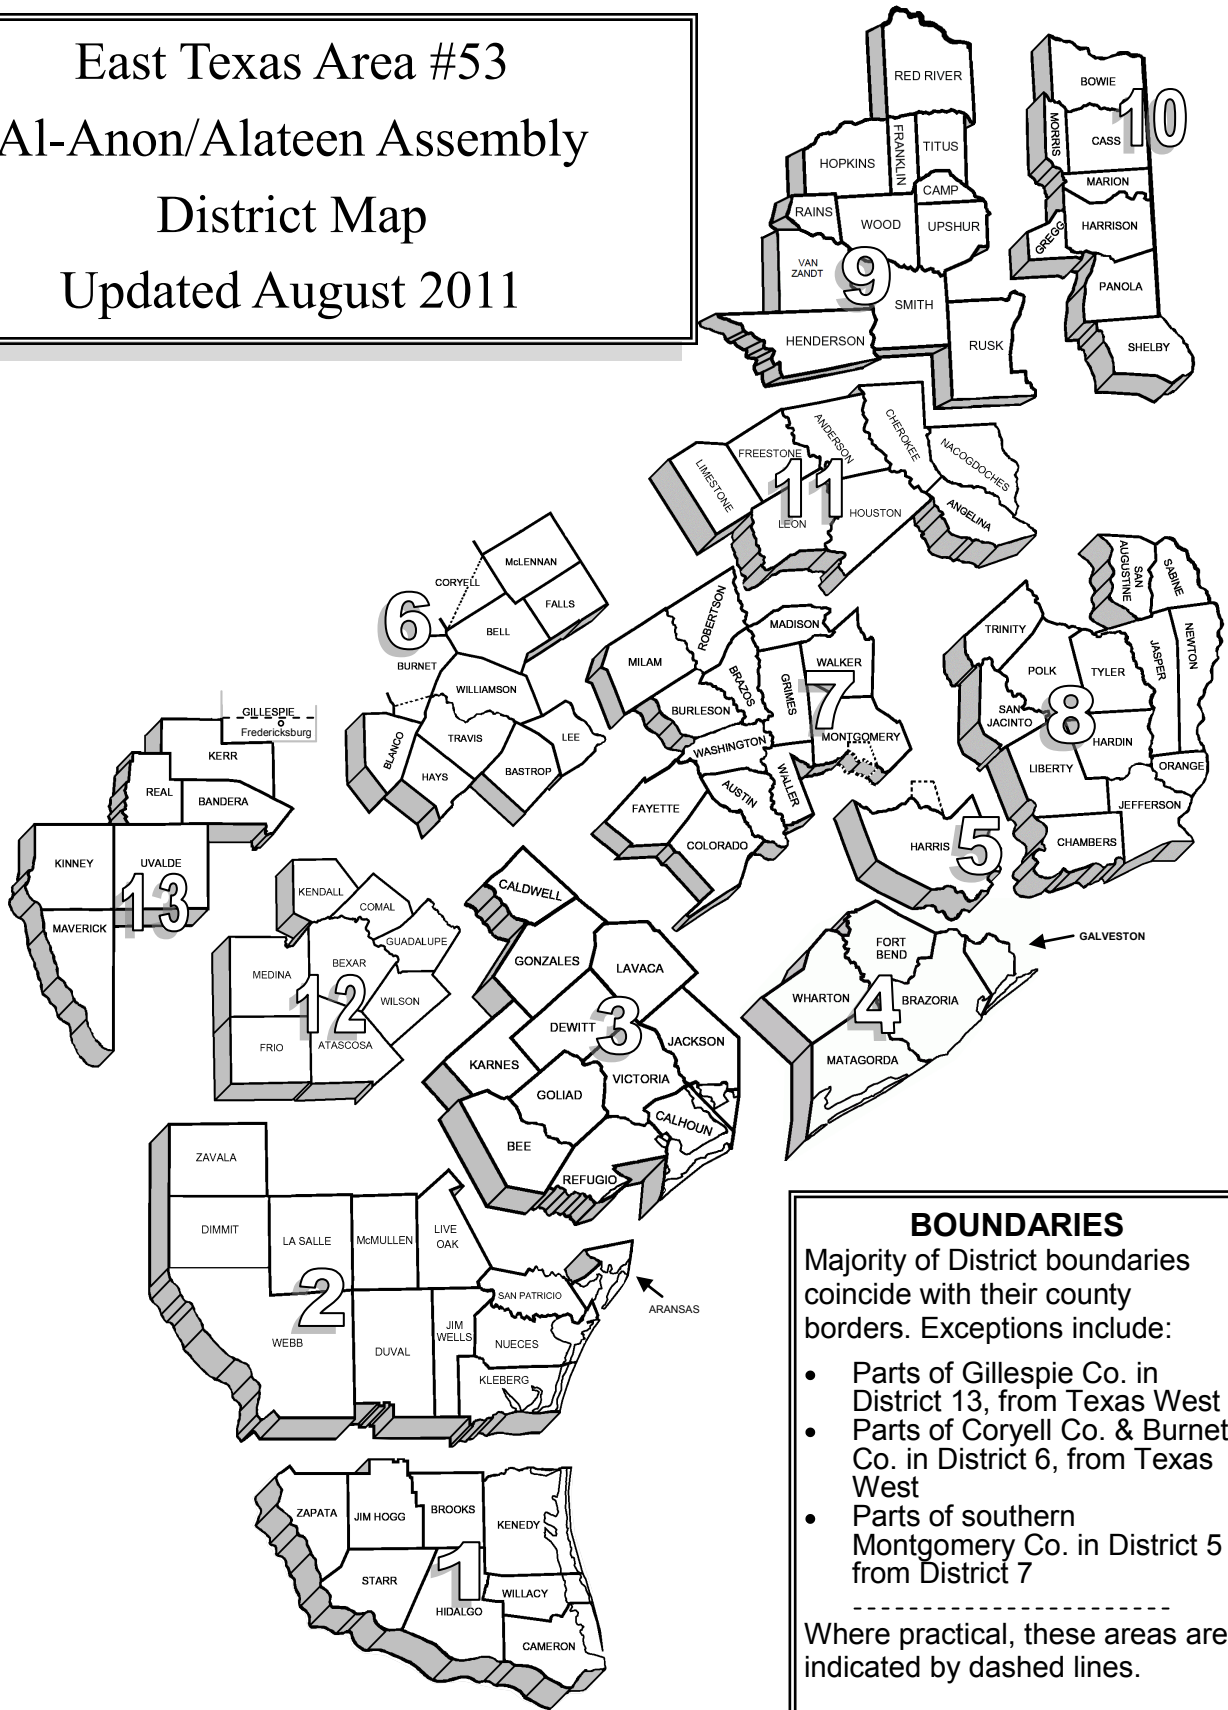 East Texas Area #53
Al-Anon/Alateen Assembly
District Map
Updated August 2011
RED RIVER
FRANKLIN
TITUS
HOPKINS
CAMP
RAINS
WOOD
UPSHUR
VAN
ZANDT
9
SMITH
HENDERSON
RUSK
BOWIE
10
MORRIS
CASS
MARION
GREGG
HARRISON
PANOLA
SHELBY
LIMESTONE
FREESTONE
ANDERSON
CHEROKEE
NACOGDOCHES
11
LEON
HOUSTON
ANGELINA
McLENNAN
CORYELL
FALLS
6
BELL
BURNET
WILLIAMSON
BLANCO
TRAVIS
LEE
HAYS
BASTROP
ROBERTSON
MADISON
MILAM
BRAZOS
GRIMES
WALKER
7
BURLESON
MONTGOMERY
WASHINGTON
WALLER
AUSTIN
FAYETTE
COLORADO
SAN
AUGUSTINE
SABINE
TRINITY
POLK
TYLER
JASPER
NEWTON
SAN
JACINTO
8
HARDIN
LIBERTY
ORANGE
JEFFERSON
CHAMBERS
HARRIS
5
GILLESPIE
Fredericksburg
KERR
REAL
BANDERA
KINNEY
UVALDE
13
MAVERICK
KENDALL
COMAL
GUADALUPE
MEDINA
BEXAR
12
WILSON
FRIO
ATASCOSA
CALDWELL
GONZALES
LAVACA
3
DEWITT
JACKSON
KARNES
VICTORIA
GOLIAD
CALHOUN
BEE
REFUGIO
GALVESTON
FORT
BEND
WHARTON
4
BRAZORIA
MATAGORDA
ZAVALA
DIMMIT
LA SALLE
McMULLEN
LIVE
OAK
2
SAN PATRICIO
ARANSAS
WEBB
DUVAL
JIM
WELLS
NUECES
KLEBERG
ZAPATA
JIM HOGG
BROOKS
KENEDY
1
STARR
HIDALGO
WILLACY
CAMERON
BOUNDARIES
Majority of District boundaries
coincide with their county
borders. Exceptions include:
• Parts of Gillespie Co. in
District 13, from Texas West
• Parts of Coryell Co. & Burnet
Co. in District 6, from Texas
West
• Parts of southern
Montgomery Co. in District 5
from District 7
- - - - - - - - - - - - - - - - - - - - - - -
Where practical, these areas are
indicated by dashed lines.